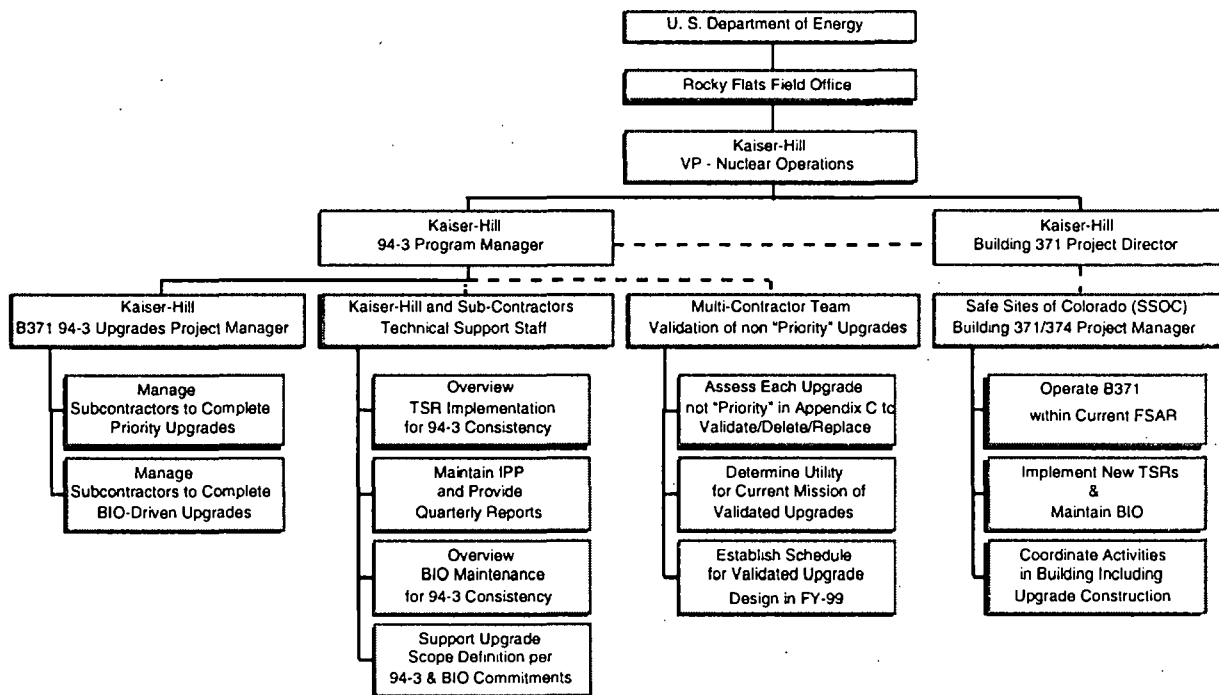 U. S. Department of Energy
Rocky Flats Field Office
Kaiser-Hill
VP - Nuclear Operations
Kaiser-Hill
94-3 Program Manager
Kaiser-Hill
Building 371 Project Director
Kaiser-Hill
B371 94-3 Upgrades Project Manager
Kaiser-Hill and Sub-Contractors
Technical Support Staff
Multi-Contractor Team
Validation of non "Priority" Upgrades
Safe Sites of Colorado (SSOC)
Building 371/374 Project Manager
Manage
Subcontractors to Complete
Priority Upgrades
Manage
Subcontractors to Complete
BIO-Driven Upgrades
Overview
TSR Implementation
for 94-3 Consistency
Maintain IPP
and Provide
Quarterly Reports
Overview
BIO Maintenance
for 94-3 Consistency
Support Upgrade
Scope Definition per
94-3 & BIO Commitments
Assess Each Upgrade
not "Priority" in Appendix C to
Validate/Delete/Replace
Determine Utility
for Current Mission of
Validated Upgrades
Establish Schedule
for Validated Upgrade
Design in FY-99
Operate B371
within Current FSAR
Implement New TSRs
&
Maintain BIO
Coordinate Activities
in Building Including
Upgrade Construction